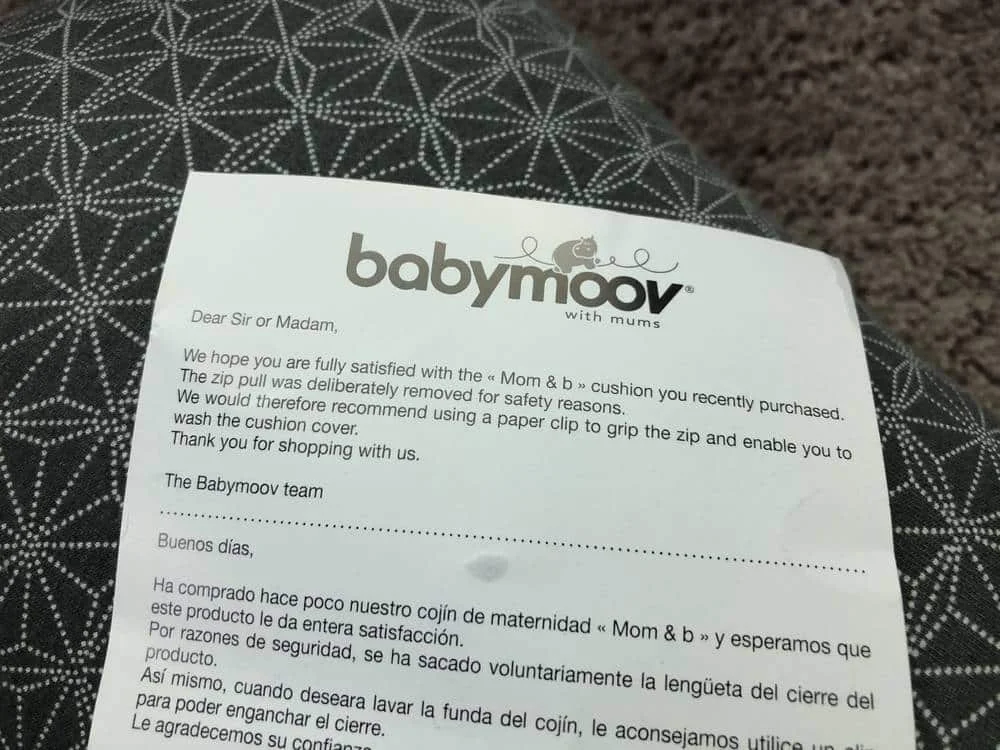 babymoov®
with mums
Dear Sir or Madam,
We hope you are fully satisfied with the « Mom & b » cushion you recently purchased.
The zip pull was deliberately removed for safety reasons.
We would therefore recommend using a paper clip to grip the zip and enable you to
wash the cushion cover.
Thank you for shopping with us.
The Babymoov team
Buenos días,
Ha comprado hace poco nuestro cojín de maternidad « Mom & b » y esperamos que
este producto le da entera satisfacción.
Por razones de seguridad, se ha sacado voluntariamente la lengüeta del cierre del
producto.
Así mismo, cuando deseara lavar la funda del cojín, le aconsejamos utilice un
para poder enganchar el cierre.
Le agradecemos su confianza